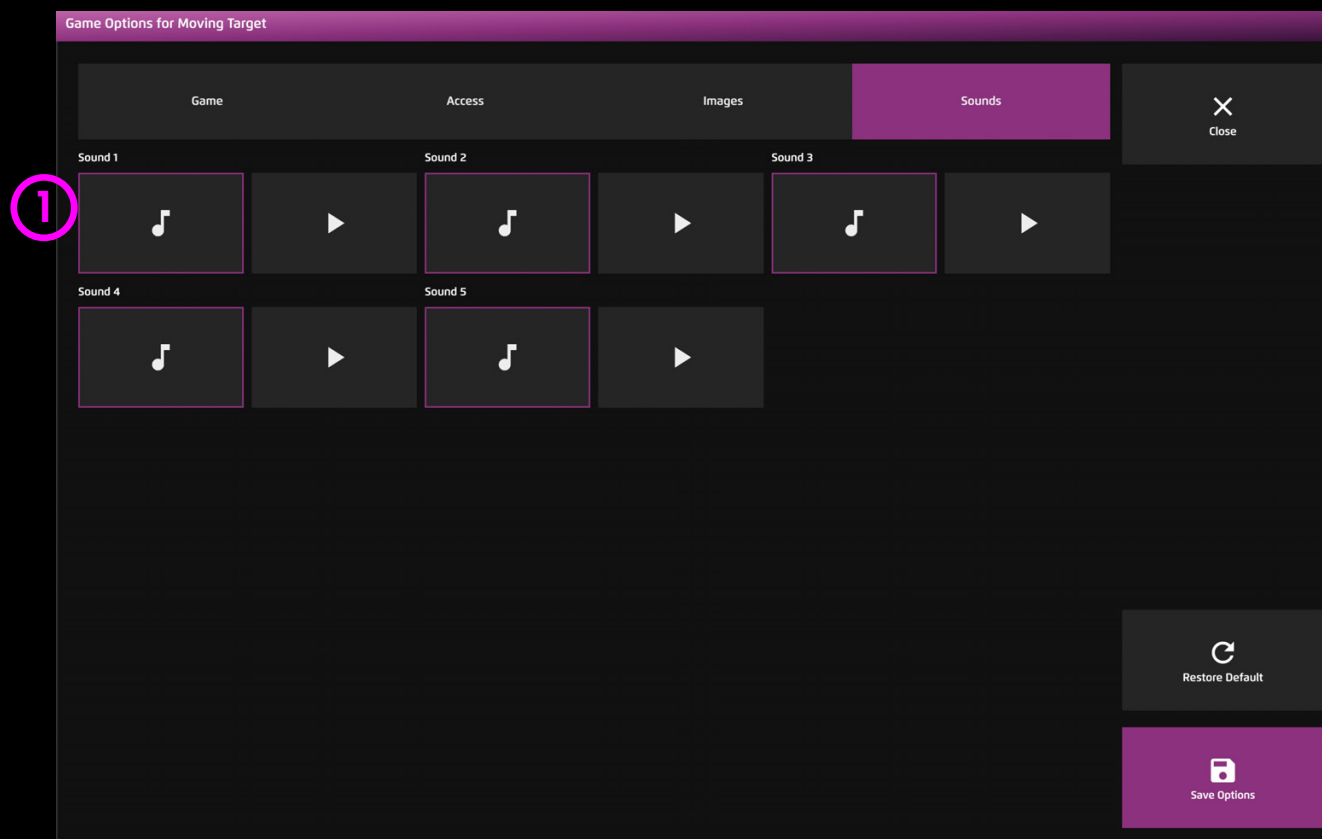 Game Options for Moving Target
Game Access Images Sounds
Close
Sound 1 Sound 2 Sound 3
1
Sound 4 Sound 5
Restore Default
Save Options